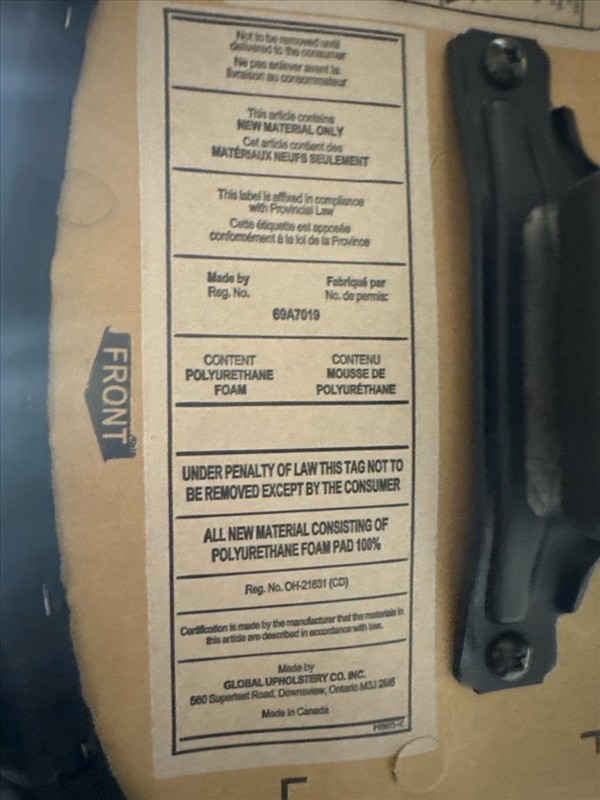 Not to be removed until
delivered to the consumer
Ne pas enlever avant la
livraison au consommateur
This article contains
NEW MATERIAL ONLY
Cet article contient des
MATÉRIAUX NEUFS SEULEMENT
This label is affixed in compliance
with Provincial Law
Cette étiquette est apposée
conformément à la loi de la Province
Made by Fabriqué par
Reg. No. No. de permis:
69A7019
CONTENT CONTENU
POLYURETHANE MOUSSE DE
FOAM POLYURÉTHANE
UNDER PENALTY OF LAW THIS TAG NOT TO
BE REMOVED EXCEPT BY THE CONSUMER
ALL NEW MATERIAL CONSISTING OF
POLYURETHANE FOAM PAD 100%
Reg. No. OH-21631 (CD)
Certification is made by the manufacturer that the materials in
this article are described in accordance with law.
Made by
GLOBAL UPHOLSTERY CO. INC.
560 Supertest Road, Downsview, Ontario M3J 2M6
Made in Canada
FRONT